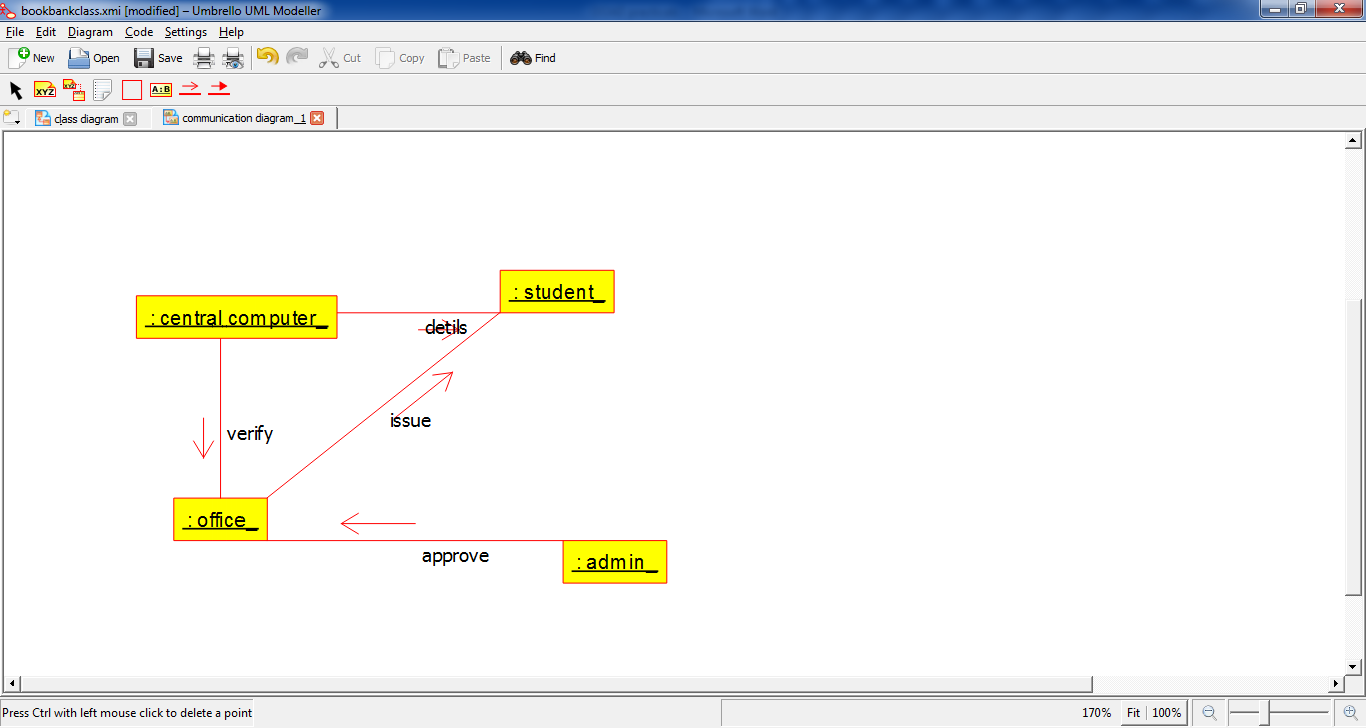 bookbankclass.xmi [modified] – Umbrello UML Modeller
File Edit Diagram Code Settings Help
New Open Save Cut Copy Paste Find
XYZ XYZ A:B
class diagram communication diagram_1
: student_
: central computer_
detils
issue
verify
: office_
approve
: admin_
Press Ctrl with left mouse click to delete a point
170% Fit 100%